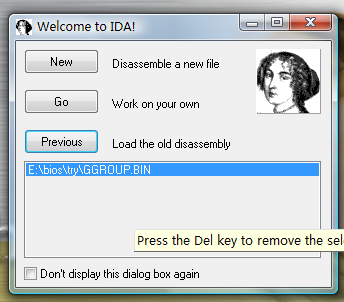 Welcome to IDA!
New Disassemble a new file
Go Work on your own
Previous Load the old disassembly
E:\bios\try\GGROUP.BIN
Press the Del key to remove the sel
Don't display this dialog box again